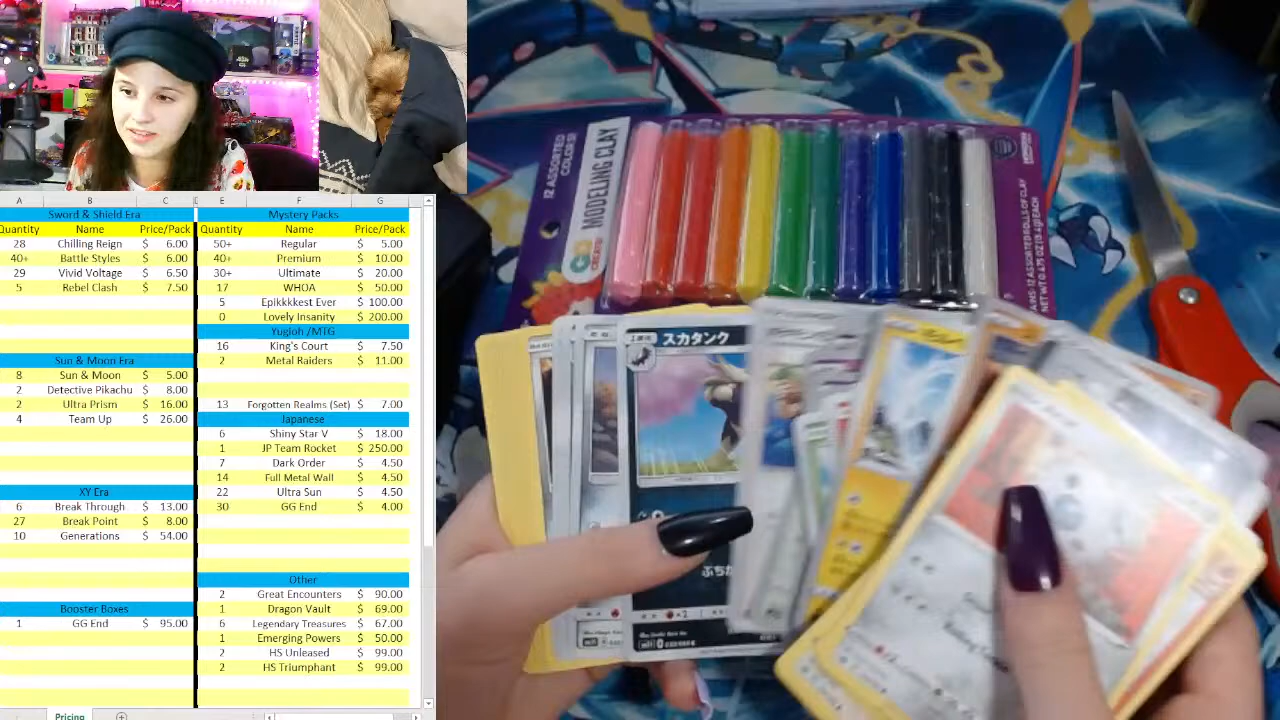 A B C E F G
Sword & Shield Era
Quantity Name Price/Pack
28 Chilling Reign $ 6.00
40+ Battle Styles $ 6.00
29 Vivid Voltage $ 6.50
5 Rebel Clash $ 7.50
Sun & Moon Era
8 Sun & Moon $ 5.00
2 Detective Pikachu $ 8.00
2 Ultra Prism $ 16.00
4 Team Up $ 26.00
XY Era
6 Break Through $ 13.00
27 Break Point $ 8.00
10 Generations $ 54.00
Booster Boxes
1 GG End $ 95.00
Mystery Packs
Quantity Name Price/Pack
50+ Regular $ 5.00
40+ Premium $ 10.00
30+ Ultimate $ 20.00
17 WHOA $ 50.00
5 Epikkkkest Ever $ 100.00
0 Lovely Insanity $ 200.00
Yugioh /MTG
16 King's Court $ 7.50
2 Metal Raiders $ 11.00
13 Forgotten Realms (Set) $ 7.00
Japanese
6 Shiny Star V $ 18.00
1 JP Team Rocket $ 250.00
7 Dark Order $ 4.50
14 Full Metal Wall $ 4.50
22 Ultra Sun $ 4.50
30 GG End $ 4.00
Other
2 Great Encounters $ 90.00
1 Dragon Vault $ 69.00
6 Legendary Treasures $ 67.00
1 Emerging Powers $ 50.00
2 HS Unleased $ 99.00
2 HS Triumphant $ 99.00
Pricing
12 ASSORTED COLORS!
MODELING CLAY
スカタンク
ぶちか